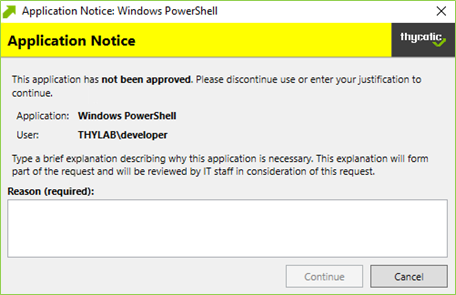 Application Notice: Windows PowerShell
Application Notice
thycotic
This application has not been approved. Please discontinue use or enter your justification to
continue.
Application: Windows PowerShell
User: THYLAB\developer
Type a brief explanation describing why this application is necessary. This explanation will form
part of the request and will be reviewed by IT staff in consideration of this request.
Reason (required):
Continue Cancel